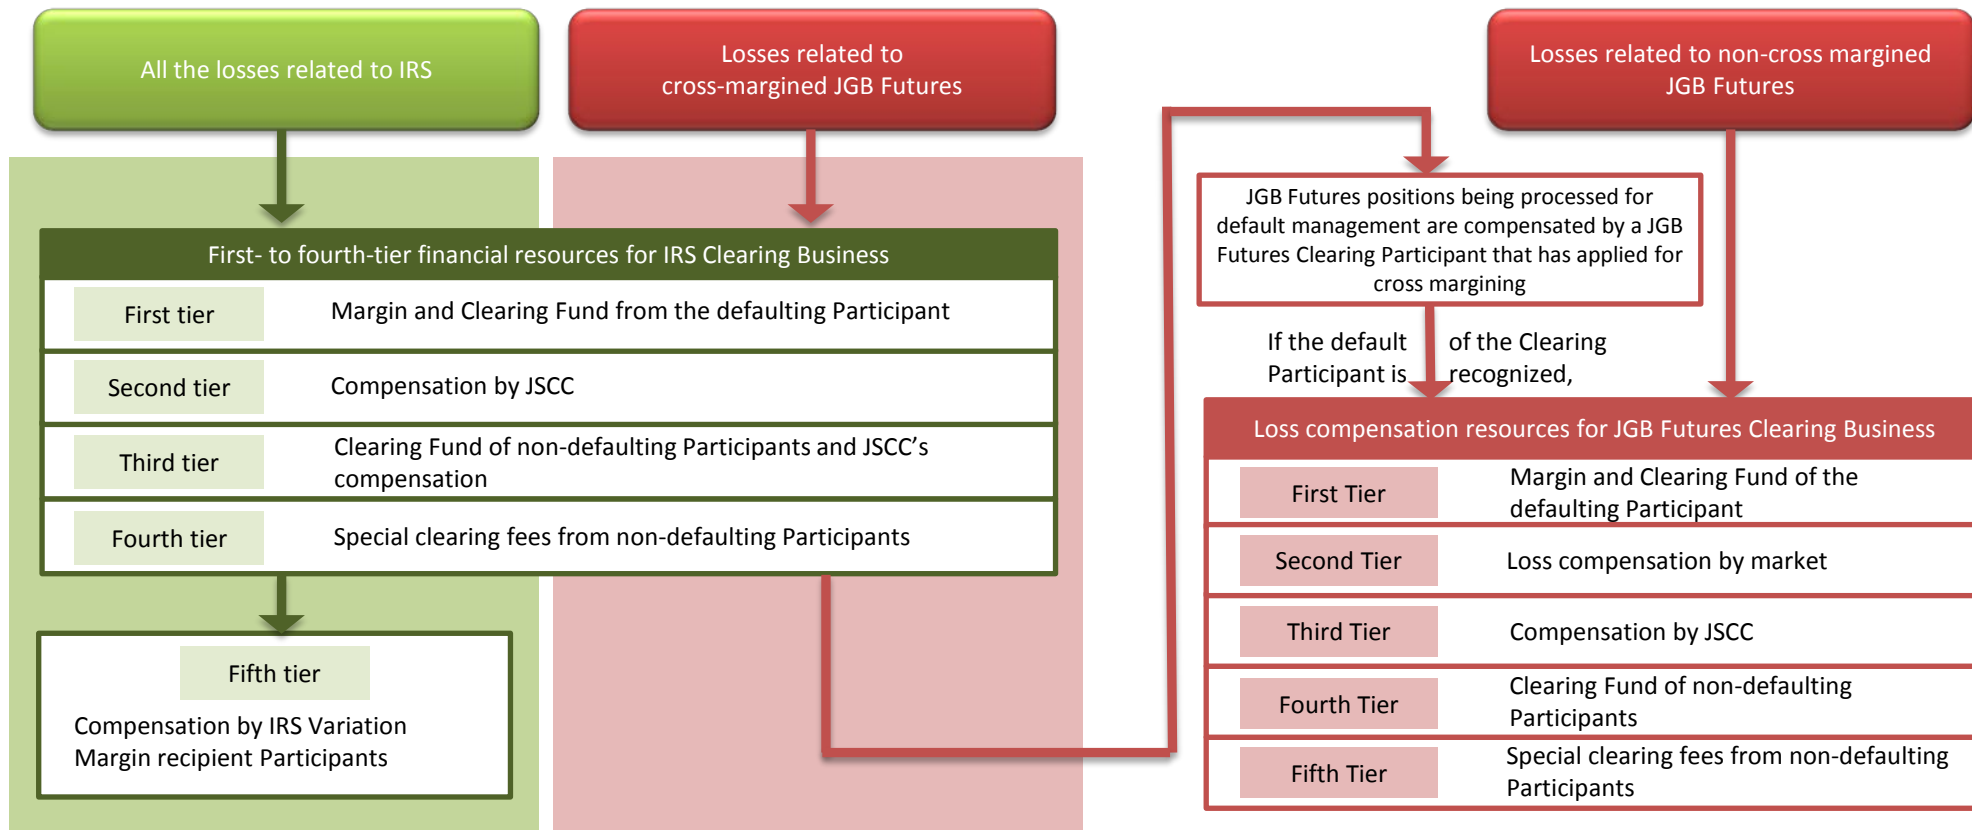 All the losses related to IRS
Losses related to
cross-margined JGB Futures
Losses related to non-cross margined
JGB Futures
First- to fourth-tier financial resources for IRS Clearing Business
First tier
Margin and Clearing Fund from the defaulting Participant
Second tier
Compensation by JSCC
Third tier
Clearing Fund of non-defaulting Participants and JSCC’s
compensation
Fourth tier
Special clearing fees from non-defaulting Participants
Fifth tier
Compensation by IRS Variation
Margin recipient Participants
JGB Futures positions being processed for
default management are compensated by a JGB
Futures Clearing Participant that has applied for
cross margining
If the default of the Clearing
Participant is recognized,
Loss compensation resources for JGB Futures Clearing Business
First Tier
Margin and Clearing Fund of the
defaulting Participant
Second Tier
Loss compensation by market
Third Tier
Compensation by JSCC
Fourth Tier
Clearing Fund of non-defaulting
Participants
Fifth Tier
Special clearing fees from non-defaulting
Participants